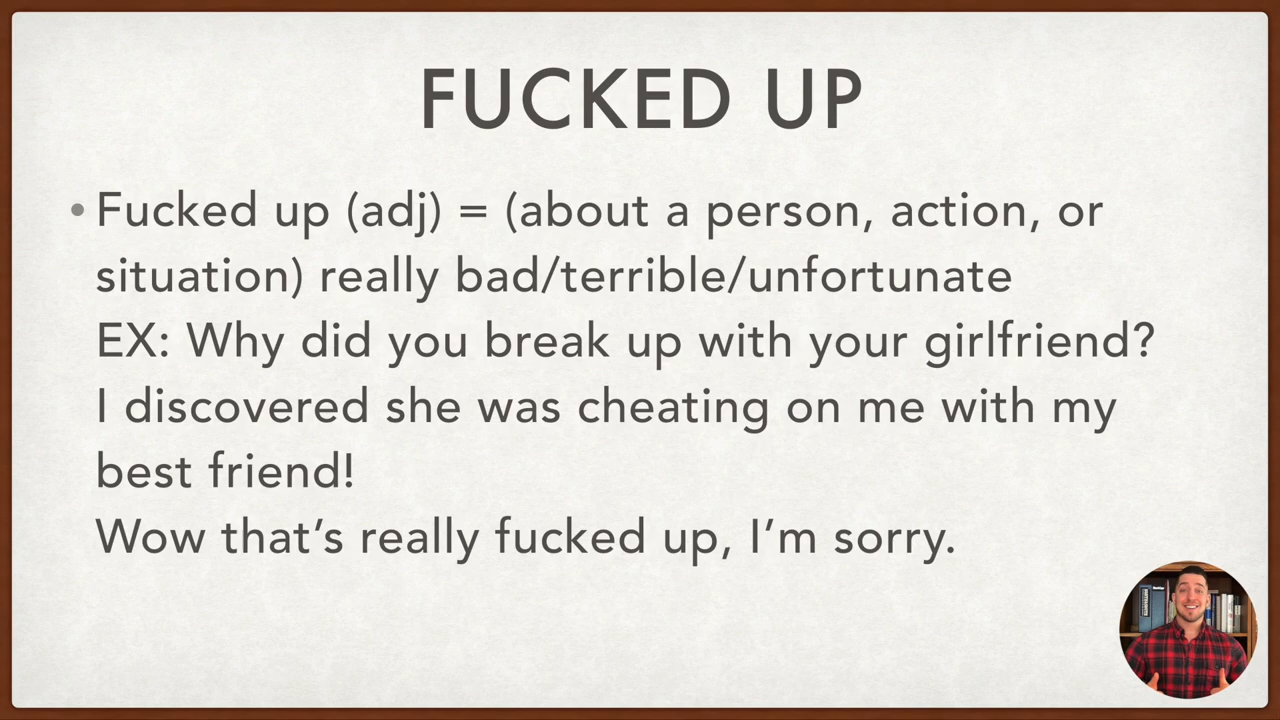 FUCKED UP
• Fucked up (adj) = (about a person, action, or
situation) really bad/terrible/unfortunate
EX: Why did you break up with your girlfriend?
I discovered she was cheating on me with my
best friend!
Wow that’s really fucked up, I’m sorry.